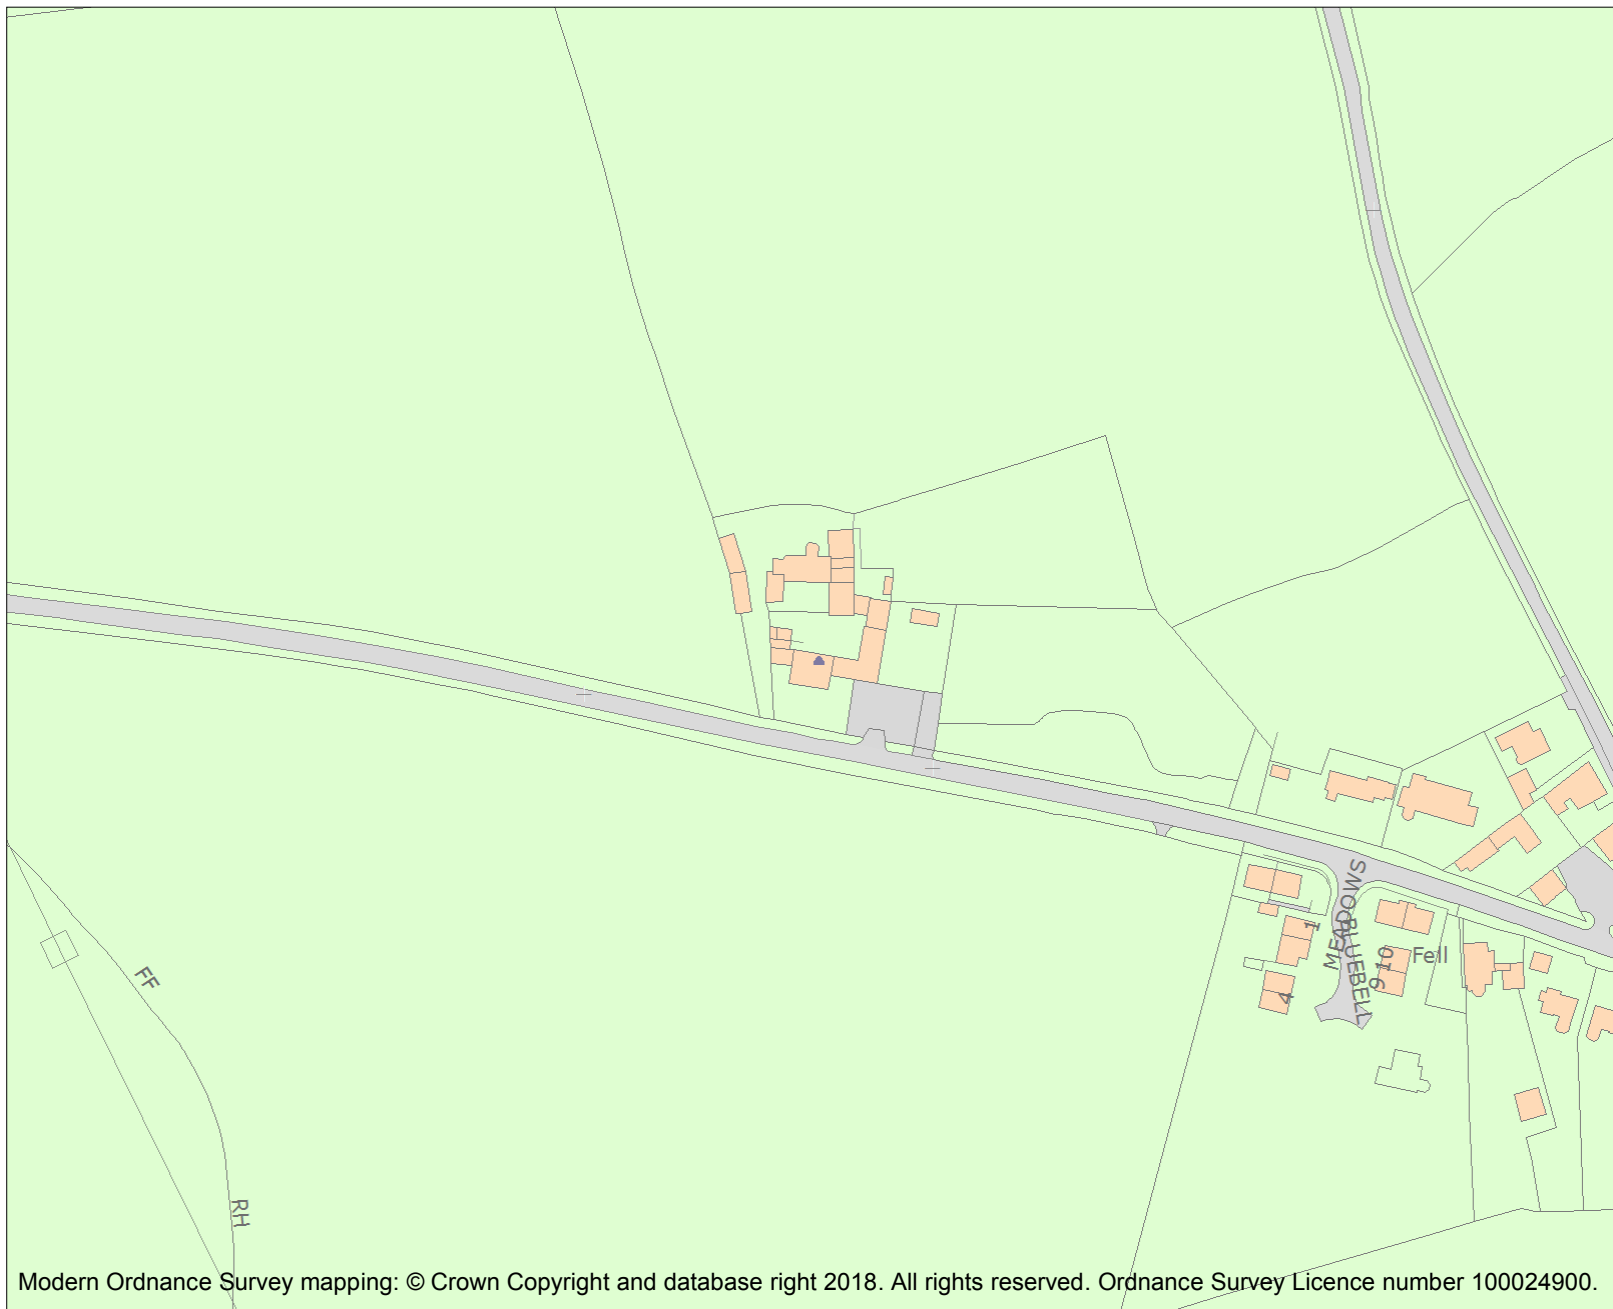 MEADOWS
BLUEBELL
1
4
9 10
Fell
FF
RH
Modern Ordnance Survey mapping: © Crown Copyright and database right 2018. All rights reserved. Ordnance Survey Licence number 100024900.